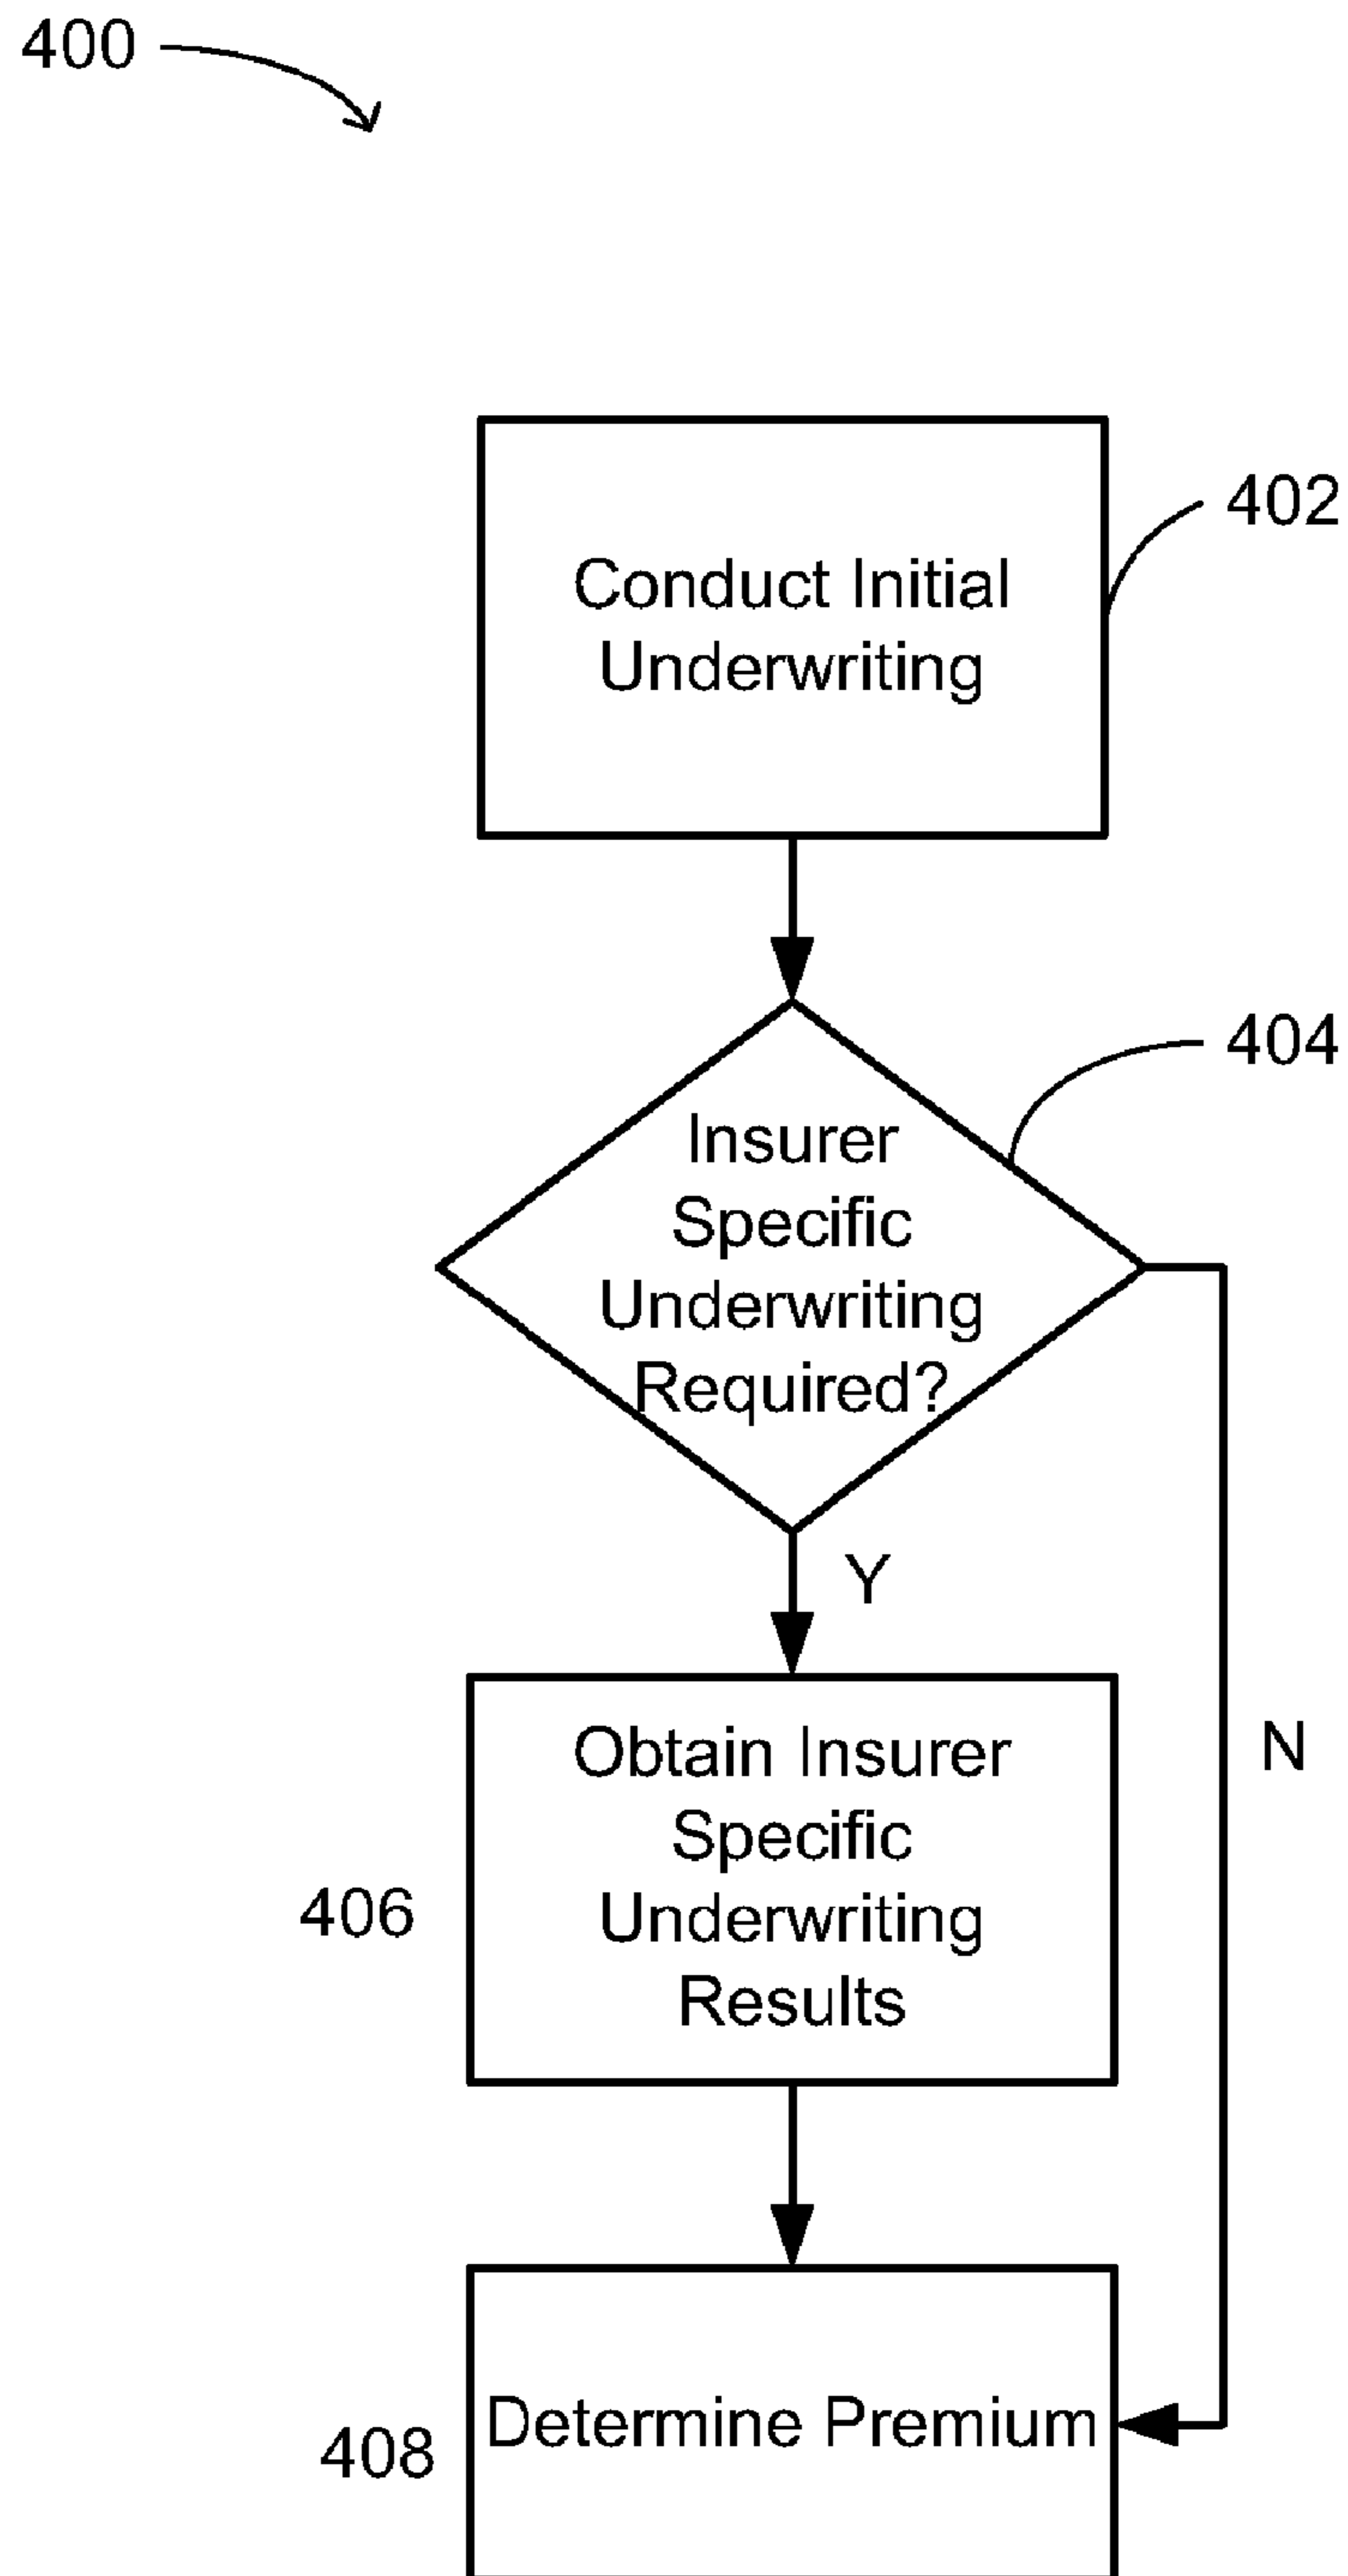 400
Conduct Initial
Underwriting
402
404
Insurer
Specific
Underwriting
Required?
Y
N
Obtain Insurer
Specific
Underwriting
Results
406
Determine Premium
408